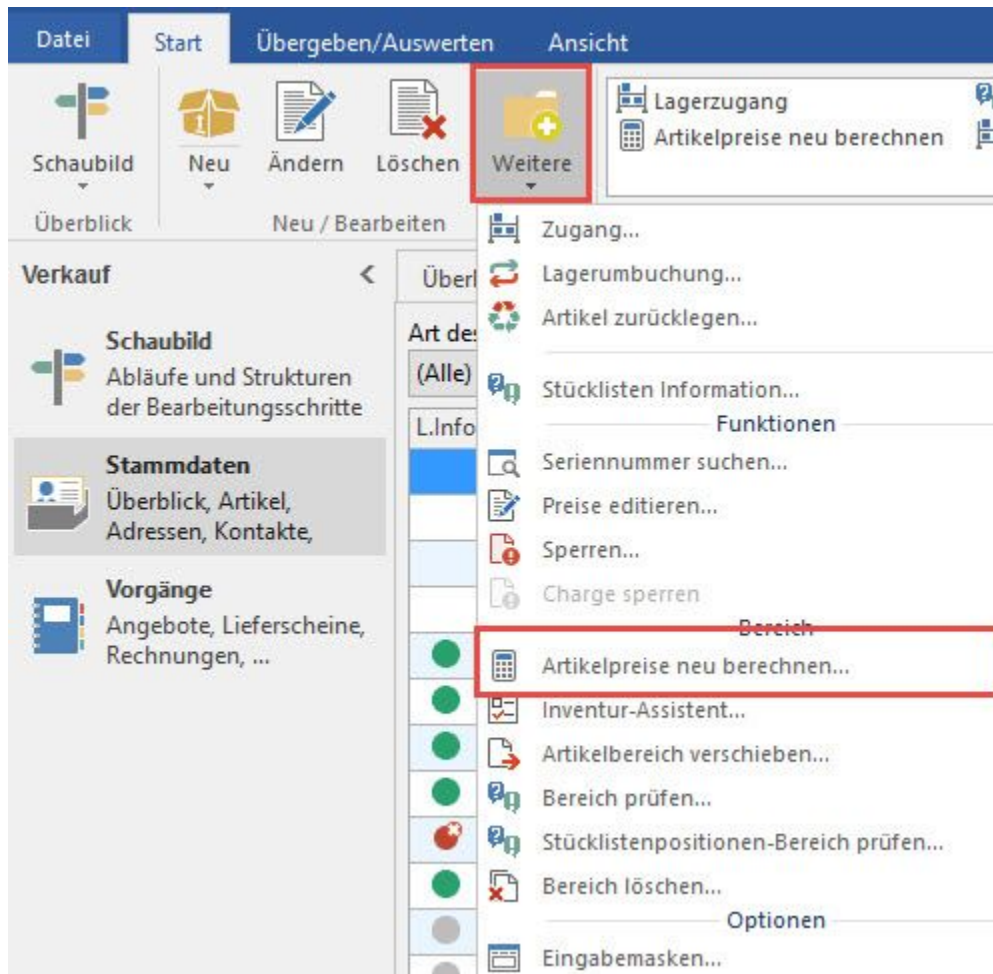 Datei Start Übergeben/Auswerten Ansicht
Schaubild
Neu
Ändern
Löschen
Weitere
Lagerzugang
Artikelpreise neu berechnen
Überblick
Neu / Bearbeiten
Verkauf
Schaubild
Abläufe und Strukturen
der Bearbeitungsschritte
Stammdaten
Überblick, Artikel,
Adressen, Kontakte,
Vorgänge
Angebote, Lieferscheine,
Rechnungen, ...
Überl
Art des
(Alle)
L.Info
Zugang...
Lagerumbuchung...
Artikel zurücklegen...
Stücklisten Information...
Funktionen
Seriennummer suchen...
Preise editieren...
Sperren...
Charge sperren
Bereich
Artikelpreise neu berechnen...
Inventur-Assistent...
Artikelbereich verschieben...
Bereich prüfen...
Stücklistenpositionen-Bereich prüfen...
Bereich löschen...
Optionen
Eingabemasken...